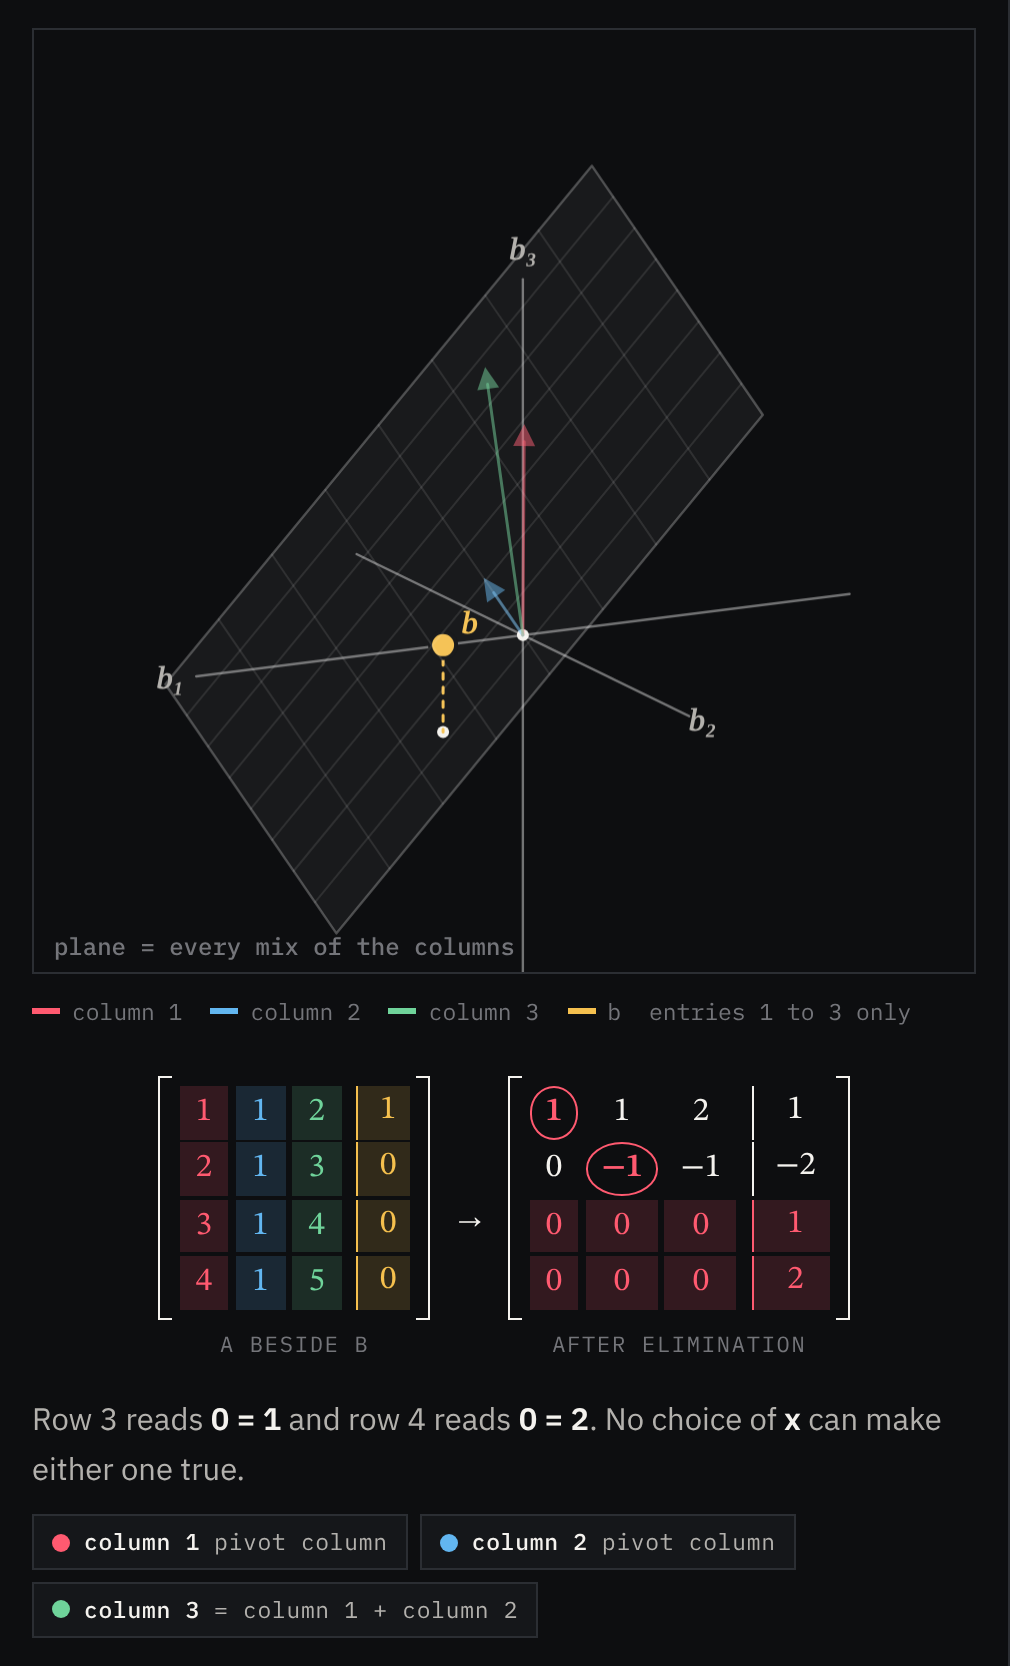 b₃
b
b₁
b₂
plane = every mix of the columns
column 1 column 2 column 3 b entries 1 to 3 only
1 1 2 1 1 1 2 1
2 1 3 0 0 −1 −1 −2
3 1 4 0 → 0 0 0 1
4 1 5 0 0 0 0 2
A BESIDE B AFTER ELIMINATION
Row 3 reads 0 = 1 and row 4 reads 0 = 2. No choice of x can make
either one true.
column 1 pivot column column 2 pivot column
column 3 = column 1 + column 2